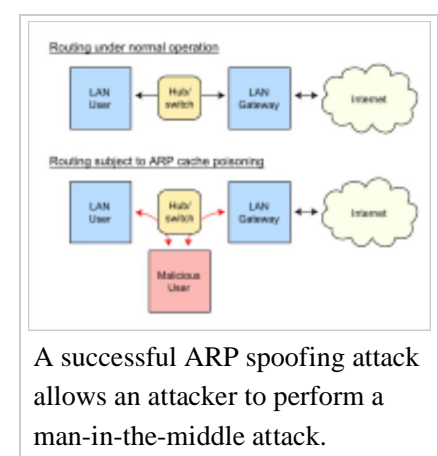 Routing under normal operation
LAN
User
Hub/
switch
LAN
Gateway
Internet
Routing subject to ARP cache poisoning
LAN
User
Hub/
switch
LAN
Gateway
Internet
Malicious
User
A successful ARP spoofing attack
allows an attacker to perform a
man-in-the-middle attack.